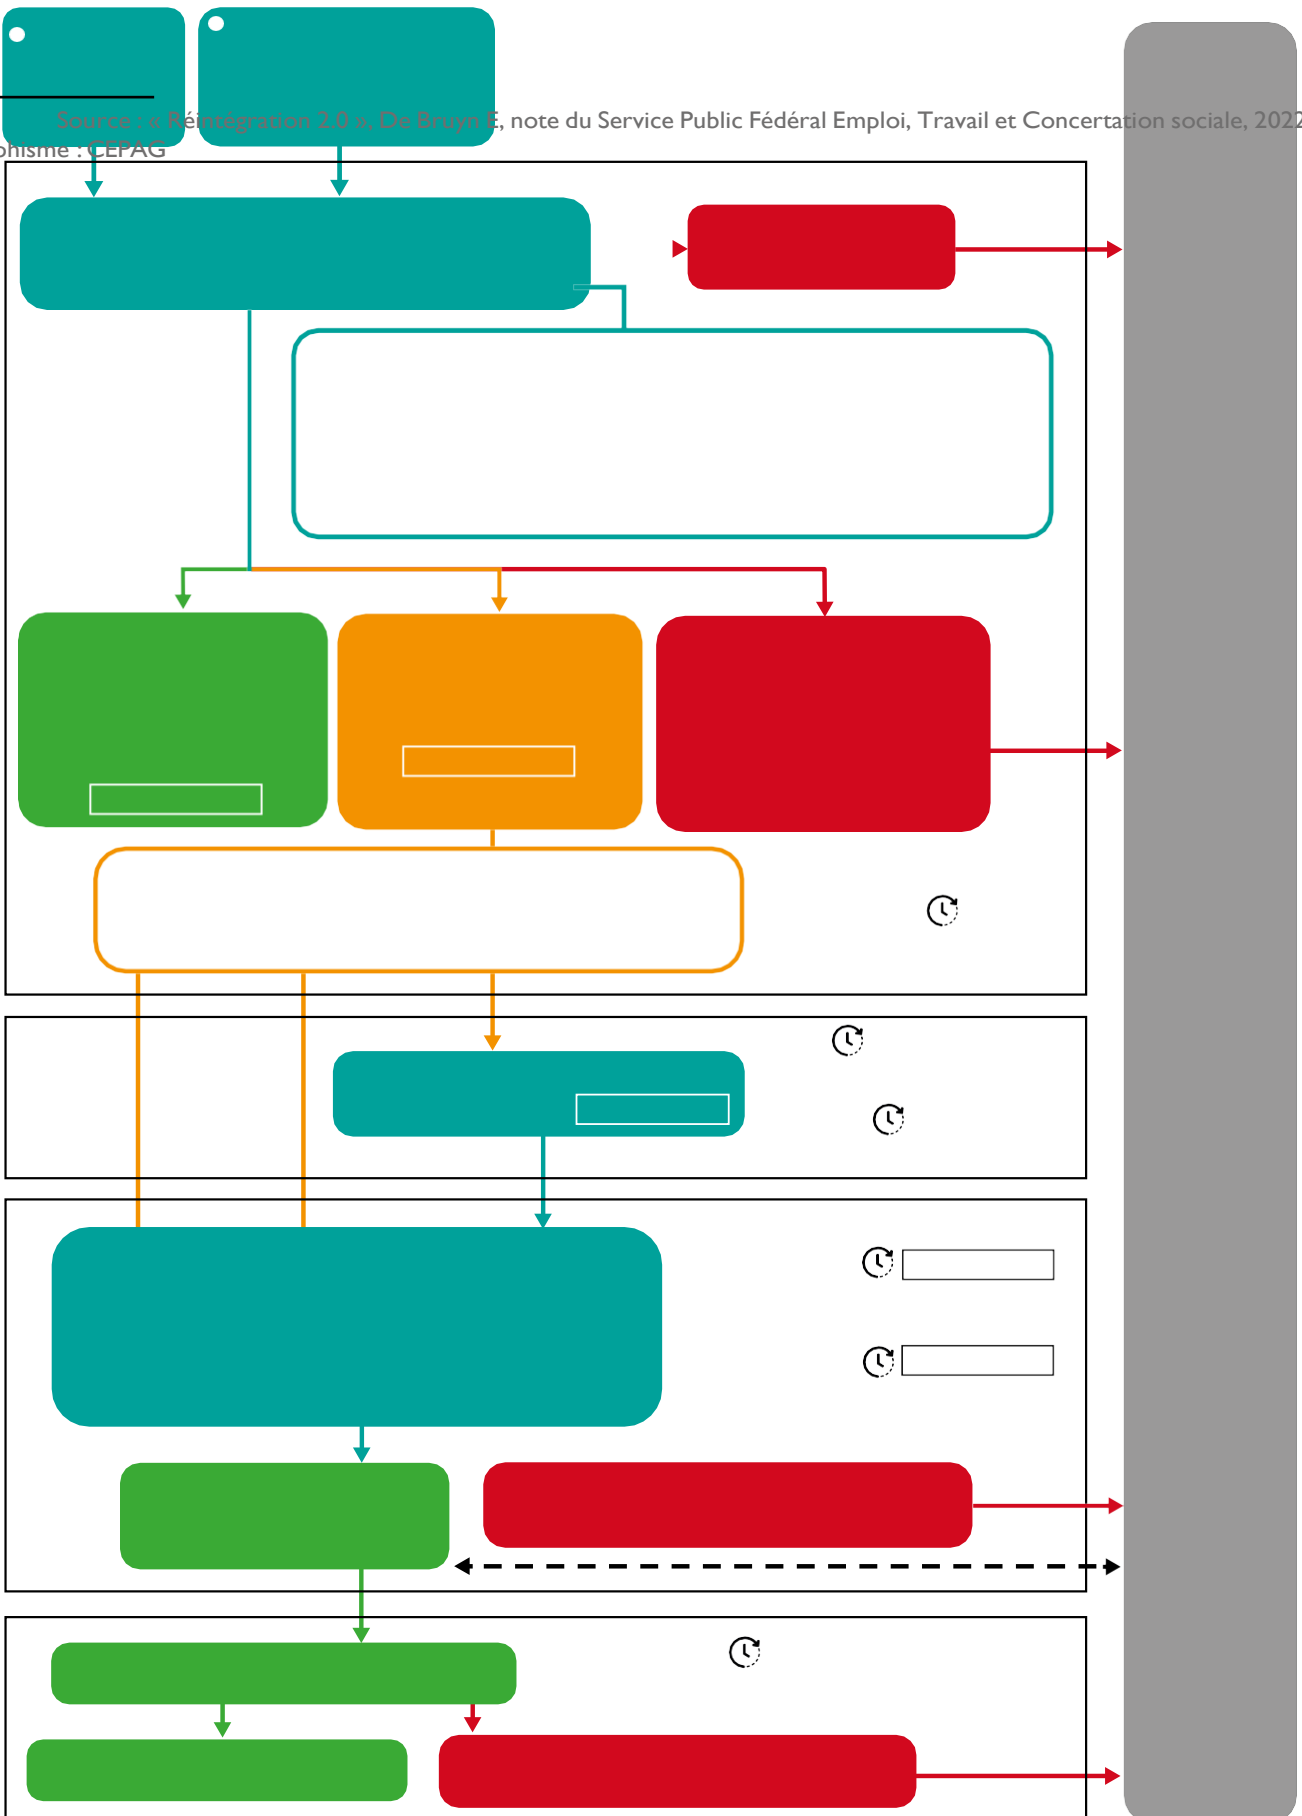 Source : « Réintégration 2.0 », De Bruyn E, note du Service Public Fédéral Emploi, Travail et Concertation sociale, 2022
phisme : CEPAG